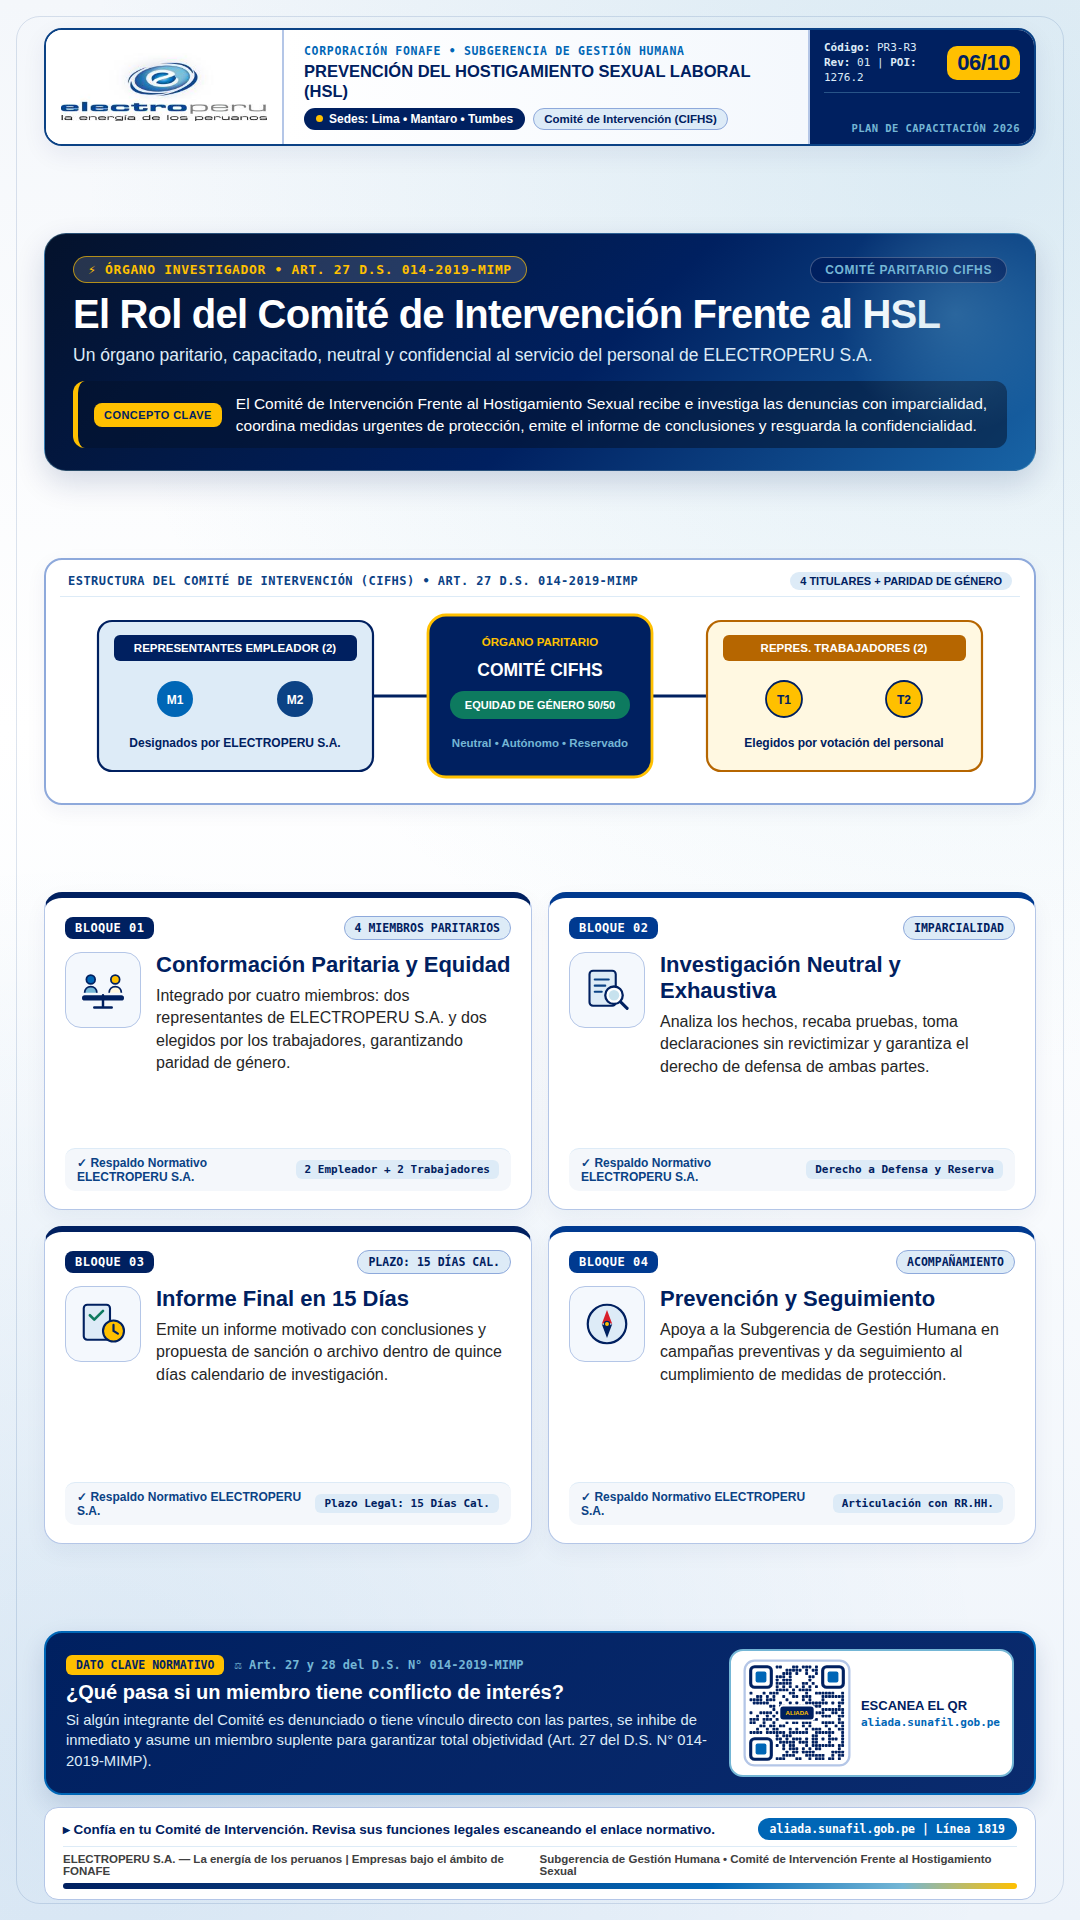 electroperu
la energía de los peruanos
CORPORACIÓN FONAFE • SUBGERENCIA DE GESTIÓN HUMANA
PREVENCIÓN DEL HOSTIGAMIENTO SEXUAL LABORAL
(HSL)
Sedes: Lima • Mantaro • Tumbes
Comité de Intervención (CIFHS)
Código: PR3-R3
Rev: 01 | POI:
1276.2
06/10
PLAN DE CAPACITACIÓN 2026
⚡ ÓRGANO INVESTIGADOR • ART. 27 D.S. 014-2019-MIMP
COMITÉ PARITARIO CIFHS
El Rol del Comité de Intervención Frente al HSL
Un órgano paritario, capacitado, neutral y confidencial al servicio del personal de ELECTROPERU S.A.
CONCEPTO CLAVE
El Comité de Intervención Frente al Hostigamiento Sexual recibe e investiga las denuncias con imparcialidad,
coordina medidas urgentes de protección, emite el informe de conclusiones y resguarda la confidencialidad.
ESTRUCTURA DEL COMITÉ DE INTERVENCIÓN (CIFHS) • ART. 27 D.S. 014-2019-MIMP
4 TITULARES + PARIDAD DE GÉNERO
REPRESENTANTES EMPLEADOR (2)
M1
M2
Designados por ELECTROPERU S.A.
ÓRGANO PARITARIO
COMITÉ CIFHS
EQUIDAD DE GÉNERO 50/50
Neutral • Autónomo • Reservado
REPRES. TRABAJADORES (2)
T1
T2
Elegidos por votación del personal
BLOQUE 01
4 MIEMBROS PARITARIOS
Conformación Paritaria y Equidad
Integrado por cuatro miembros: dos
representantes de ELECTROPERU S.A. y dos
elegidos por los trabajadores, garantizando
paridad de género.
✓ Respaldo Normativo
ELECTROPERU S.A.
2 Empleador + 2 Trabajadores
BLOQUE 02
IMPARCIALIDAD
Investigación Neutral y
Exhaustiva
Analiza los hechos, recaba pruebas, toma
declaraciones sin revictimizar y garantiza el
derecho de defensa de ambas partes.
✓ Respaldo Normativo
ELECTROPERU S.A.
Derecho a Defensa y Reserva
BLOQUE 03
PLAZO: 15 DÍAS CAL.
Informe Final en 15 Días
Emite un informe motivado con conclusiones y
propuesta de sanción o archivo dentro de quince
días calendario de investigación.
✓ Respaldo Normativo ELECTROPERU
S.A.
Plazo Legal: 15 Días Cal.
BLOQUE 04
ACOMPAÑAMIENTO
Prevención y Seguimiento
Apoya a la Subgerencia de Gestión Humana en
campañas preventivas y da seguimiento al
cumplimiento de medidas de protección.
✓ Respaldo Normativo ELECTROPERU
S.A.
Articulación con RR.HH.
DATO CLAVE NORMATIVO
⚖ Art. 27 y 28 del D.S. N° 014-2019-MIMP
¿Qué pasa si un miembro tiene conflicto de interés?
Si algún integrante del Comité es denunciado o tiene vínculo directo con las partes, se inhibe de
inmediato y asume un miembro suplente para garantizar total objetividad (Art. 27 del D.S. N° 014-
2019-MIMP).
ALIADA
ESCANEA EL QR
aliada.sunafil.gob.pe
▸ Confía en tu Comité de Intervención. Revisa sus funciones legales escaneando el enlace normativo.
aliada.sunafil.gob.pe | Línea 1819
ELECTROPERU S.A. — La energía de los peruanos | Empresas bajo el ámbito de
FONAFE
Subgerencia de Gestión Humana • Comité de Intervención Frente al Hostigamiento
Sexual